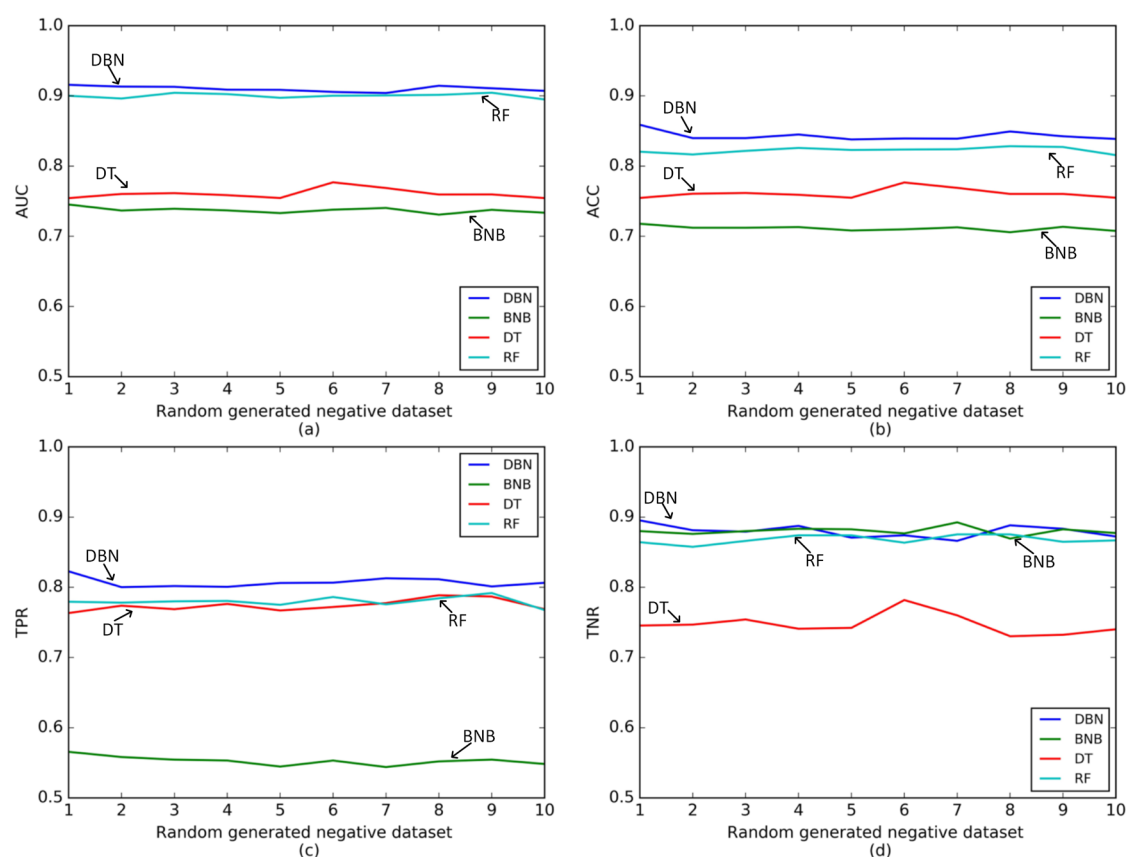 1.0
0.9
0.8
0.7
0.6
0.5
AUC
DBN
RF
DT
BNB
DBN
BNB
DT
RF
1 2 3 4 5 6 7 8 9 10
Random generated negative dataset
(a)
1.0
0.9
0.8
0.7
0.6
0.5
ACC
DBN
RF
DT
BNB
DBN
BNB
DT
RF
1 2 3 4 5 6 7 8 9 10
Random generated negative dataset
(b)
1.0
0.9
0.8
0.7
0.6
0.5
TPR
DBN
BNB
DT
RF
DBN
DT
RF
BNB
1 2 3 4 5 6 7 8 9 10
Random generated negative dataset
(c)
1.0
0.9
0.8
0.7
0.6
0.5
TNR
DBN
RF
BNB
DT
DBN
BNB
DT
RF
1 2 3 4 5 6 7 8 9 10
Random generated negative dataset
(d)